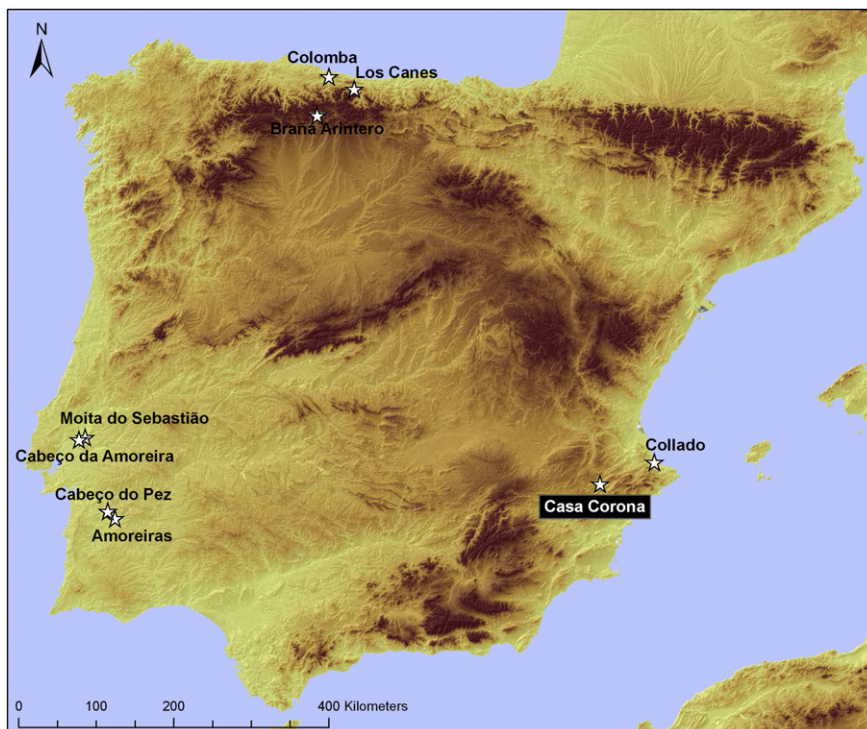 N
Colomba
Los Canes
Braña Arintero
Moita do Sebastião
Cabeço da Amoreira
Collado
Cabeço do Pez
Casa Corona
Amoreiras
0 100 200 400 Kilometers